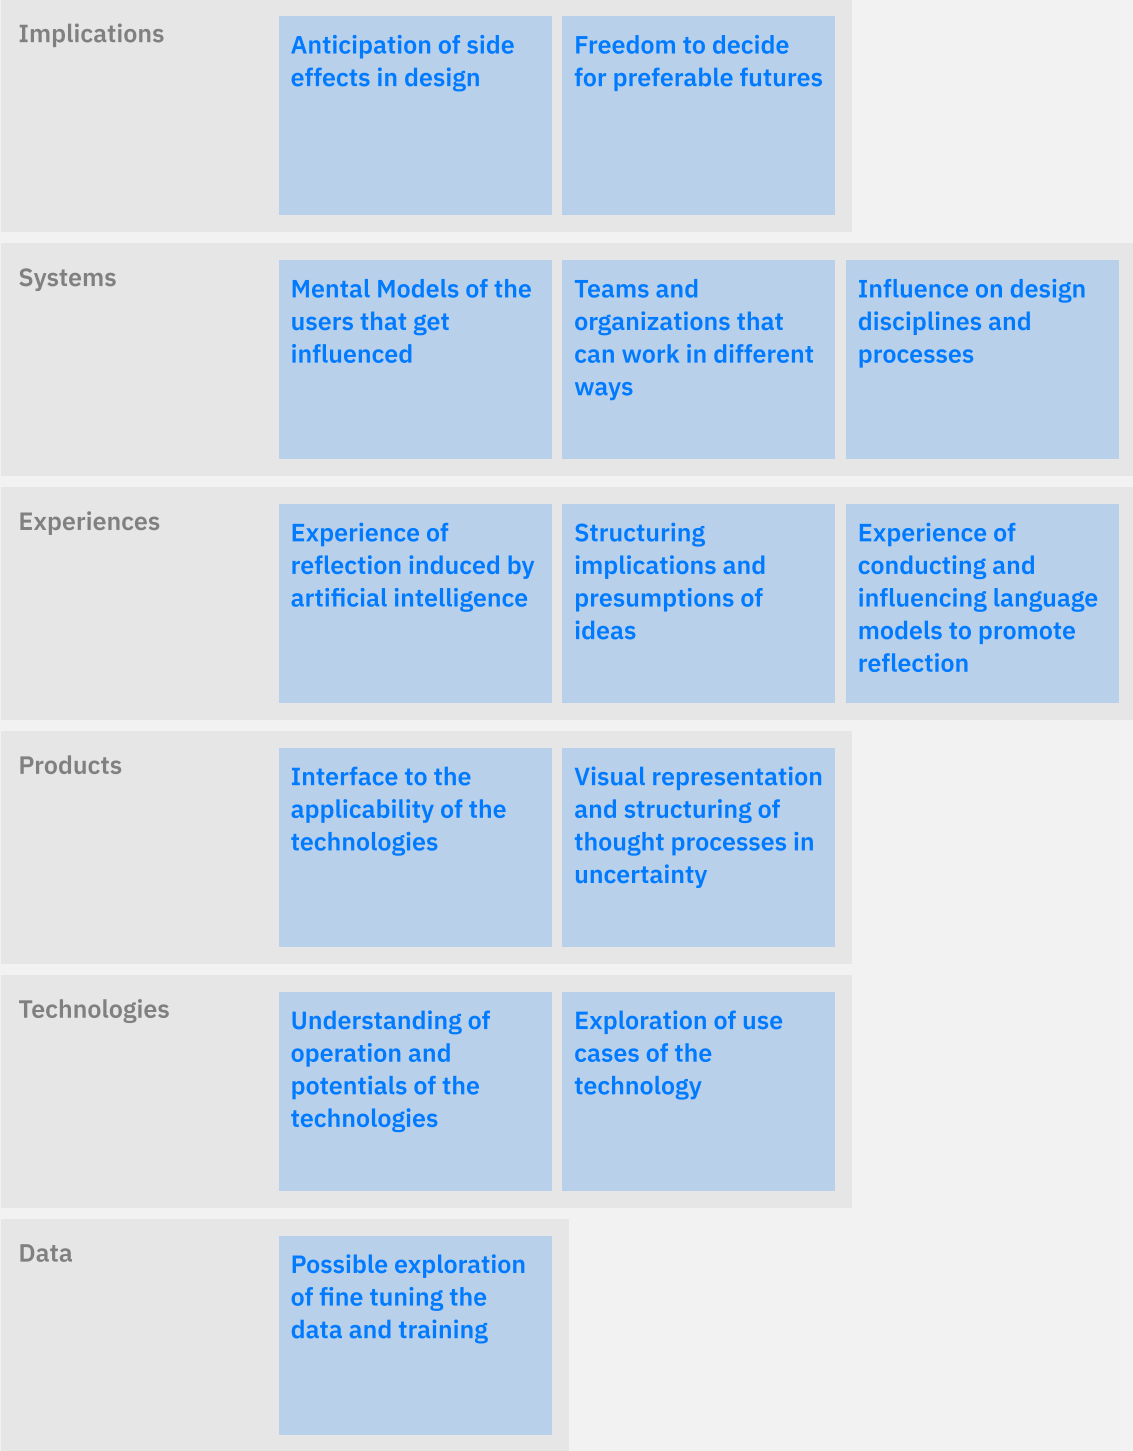 Implications
Anticipation of side
effects in design
Freedom to decide
for preferable futures
Systems
Mental Models of the
users that get
influenced
Teams and
organizations that
can work in different
ways
Influence on design
disciplines and
processes
Experiences
Experience of
reflection induced by
artificial intelligence
Structuring
implications and
presumptions of
ideas
Experience of
conducting and
influencing language
models to promote
reflection
Products
Interface to the
applicability of the
technologies
Visual representation
and structuring of
thought processes in
uncertainty
Technologies
Understanding of
operation and
potentials of the
technologies
Exploration of use
cases of the
technology
Data
Possible exploration
of fine tuning the
data and training